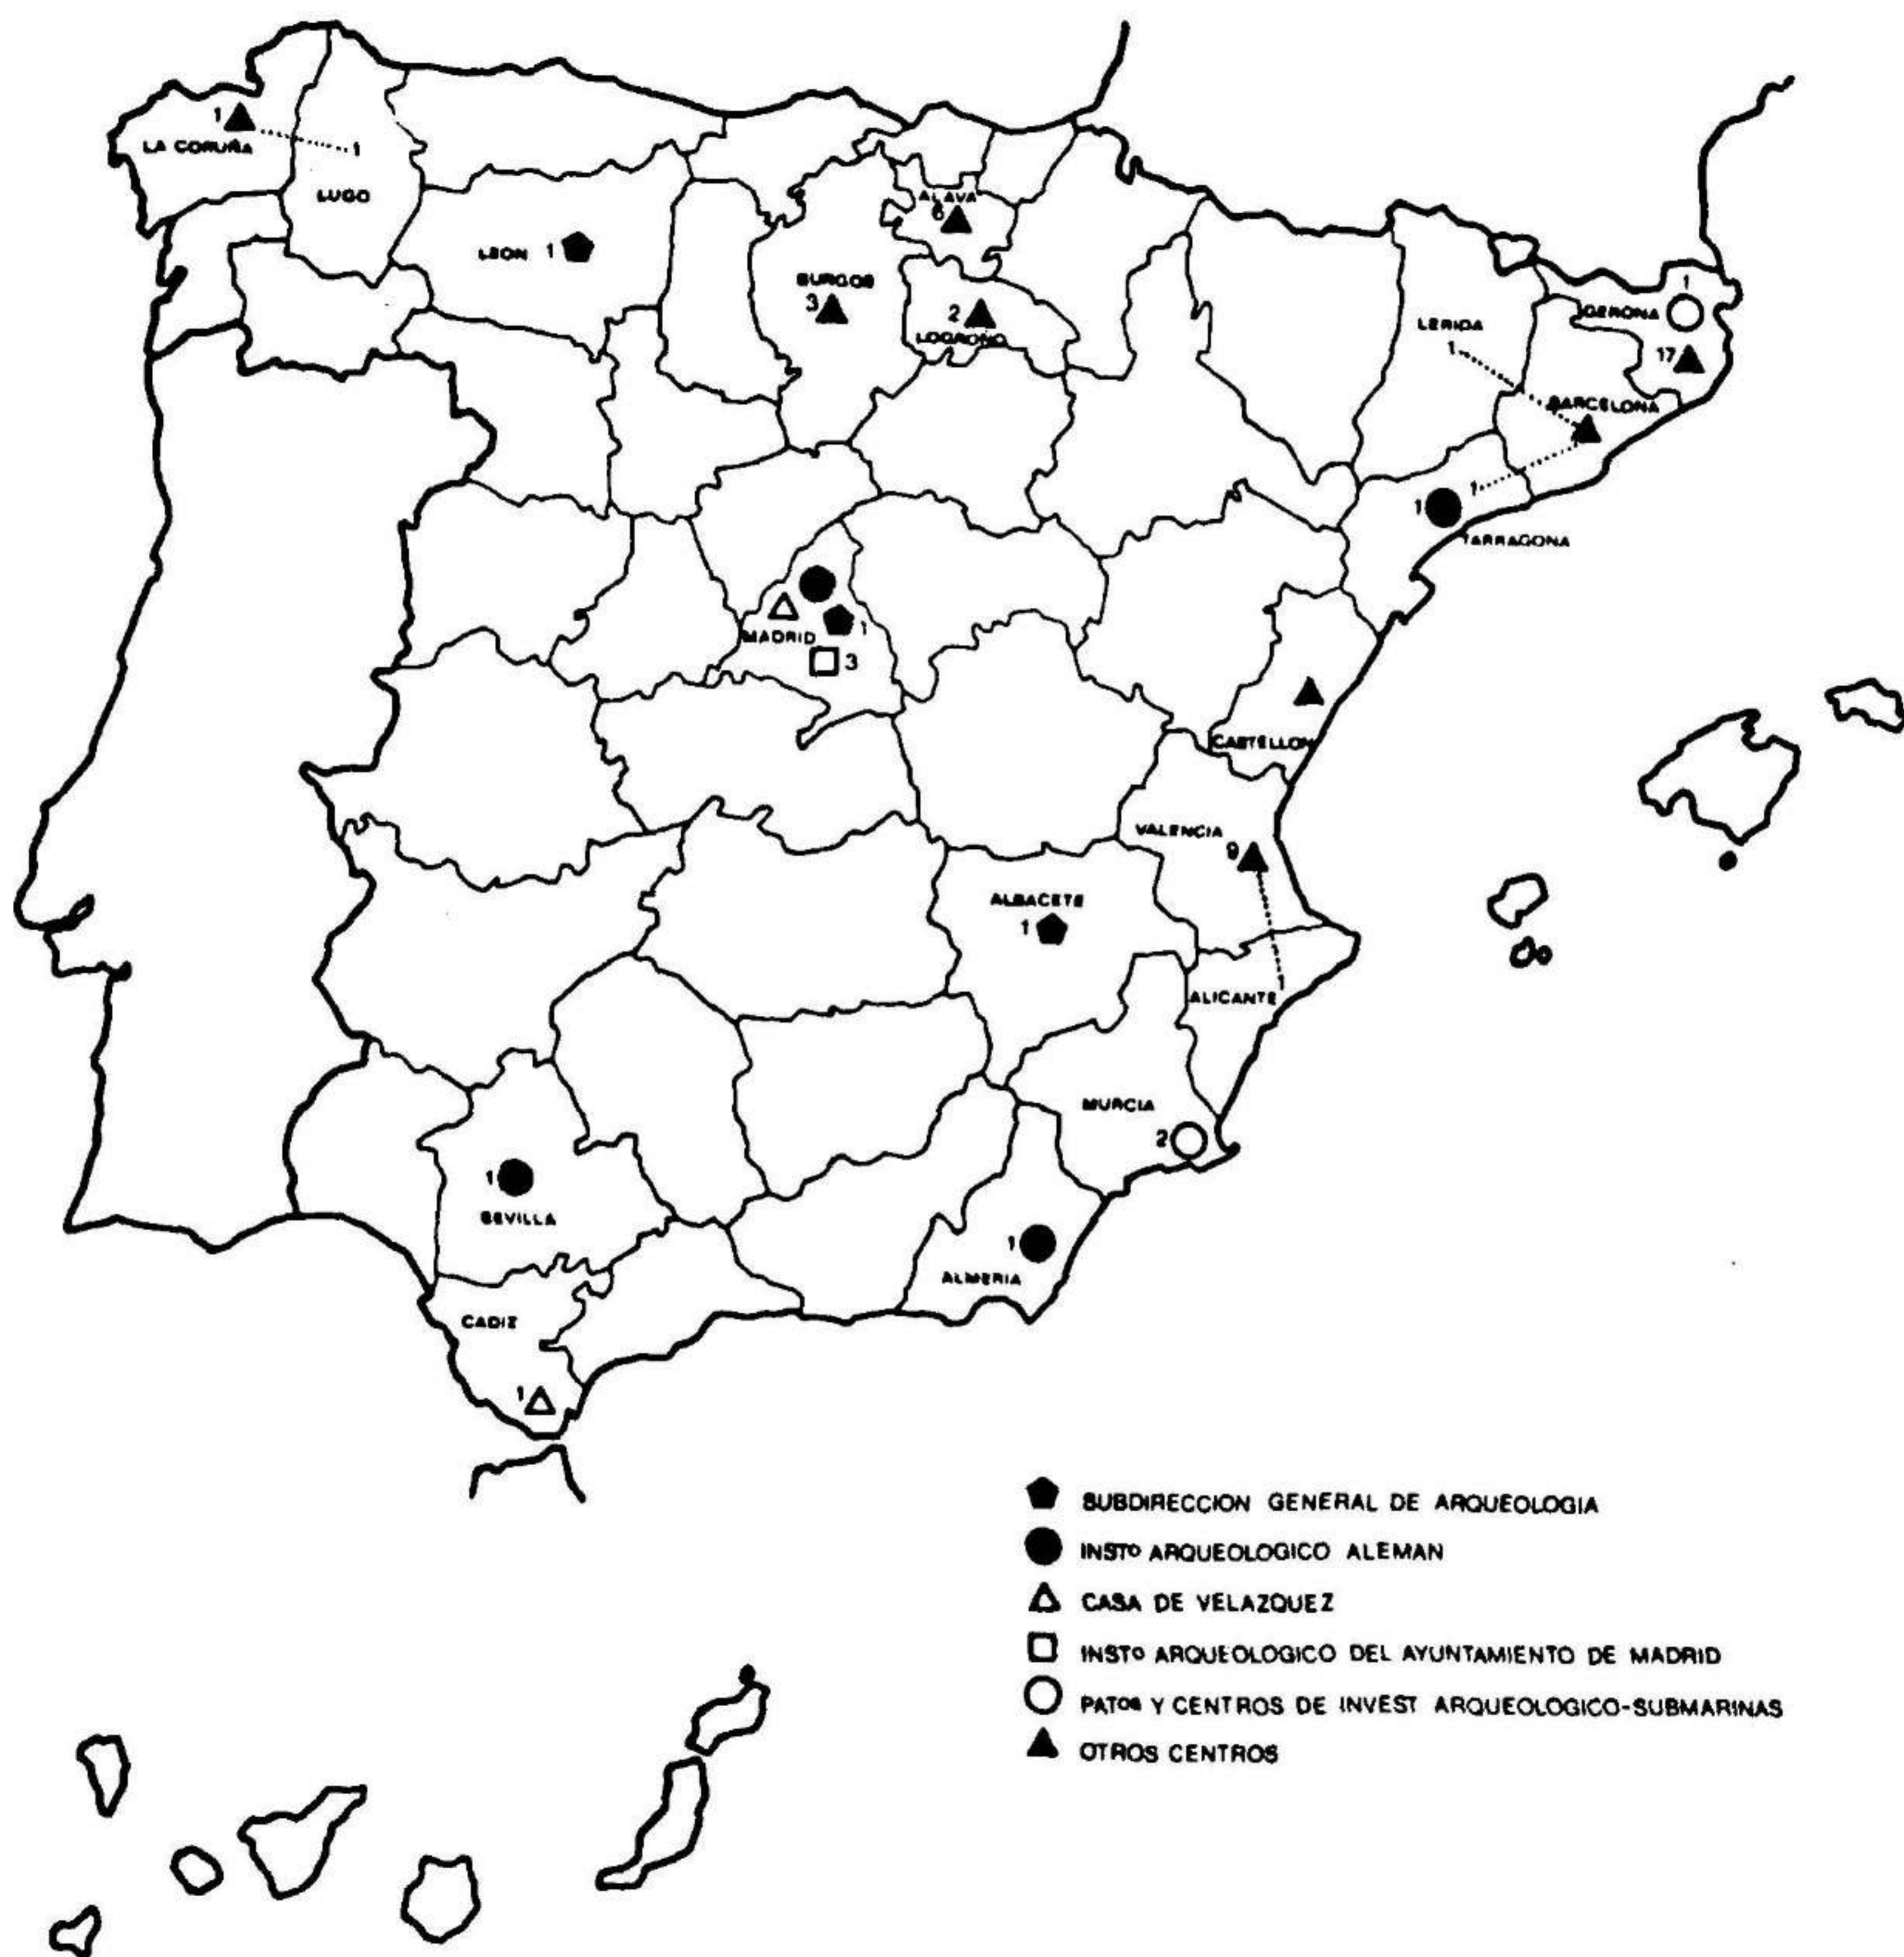 1
LA CORUÑA
1
LUGO
LEON 1
ALAVA
6
BURGOS
3
2
LOGROÑO
LERIDA
1
1
GERONA
17
BARCELONA
1
1
TARRAGONA
MADRID
1
3
CASTELLON
VALENCIA
9
ALBACETE
1
1
ALICANTE
MURCIA
2
1
SEVILLA
1
ALMERIA
CADIZ
1
SUBDIRECCION GENERAL DE ARQUEOLOGIA
INSTO ARQUEOLOGICO ALEMAN
CASA DE VELAZQUEZ
INSTO ARQUEOLOGICO DEL AYUNTAMIENTO DE MADRID
PATOS Y CENTROS DE INVEST ARQUEOLOGICO-SUBMARINAS
OTROS CENTROS